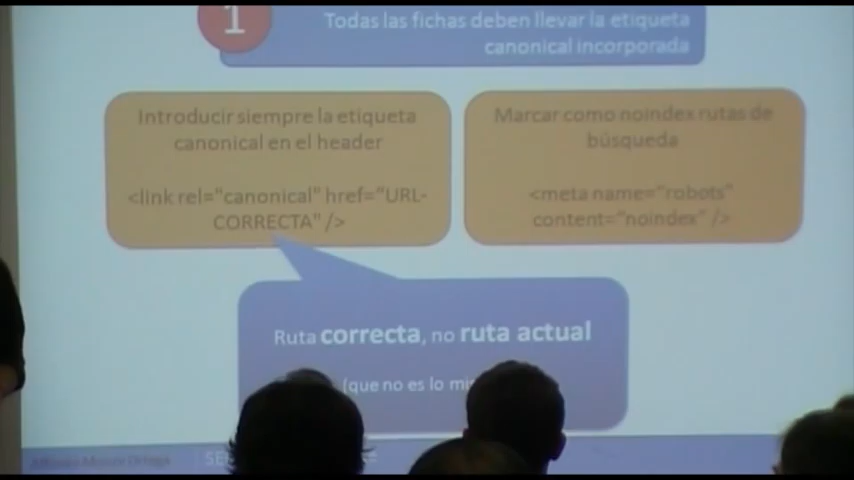 1
Todas las fichas deben llevar la etiqueta
canonical incorporada
Introducir siempre la etiqueta
canonical en el header
<link rel="canonical" href="URL-
CORRECTA" />
Marcar como noindex rutas de
búsqueda
<meta name="robots"
content="noindex" />
Ruta correcta, no ruta actual
(que no es lo